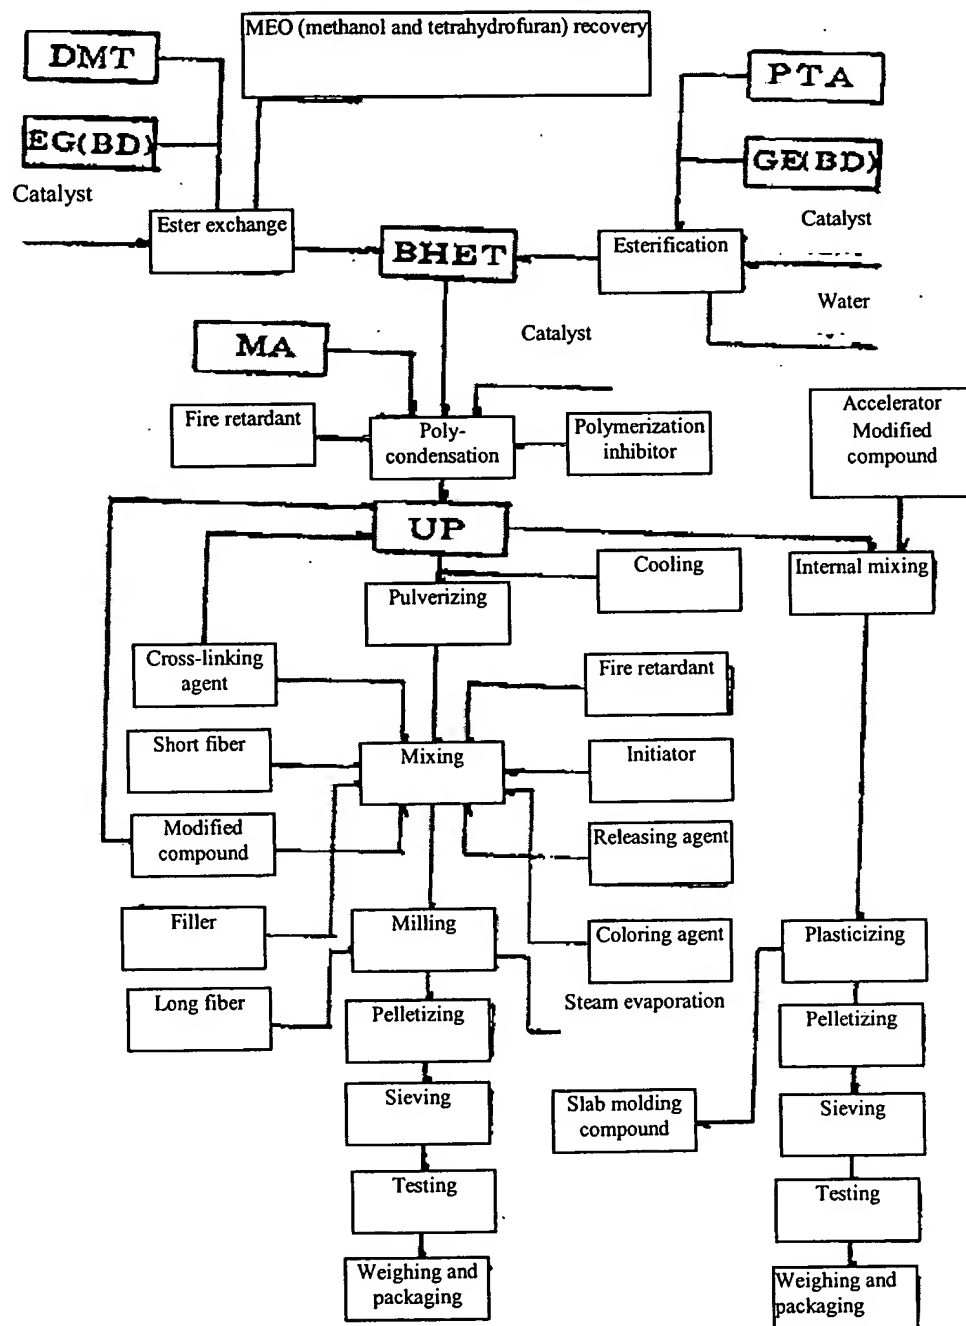 MEO (methanol and tetrahydrofuran) recovery
DMT
PTA
EG(BD)
GE(BD)
Catalyst
Ester exchange
BHET
Esterification
Catalyst
Water
Catalyst
MA
Fire retardant
Poly-
condensation
Polymerization
inhibitor
Accelerator
Modified
compound
UP
Cooling
Internal mixing
Pulverizing
Cross-linking
agent
Fire retardant
Short fiber
Mixing
Initiator
Modified
compound
Releasing agent
Filler
Milling
Coloring agent
Plasticizing
Long fiber
Steam evaporation
Pelletizing
Pelletizing
Sieving
Slab molding
compound
Sieving
Testing
Testing
Weighing and
packaging
Weighing and
packaging